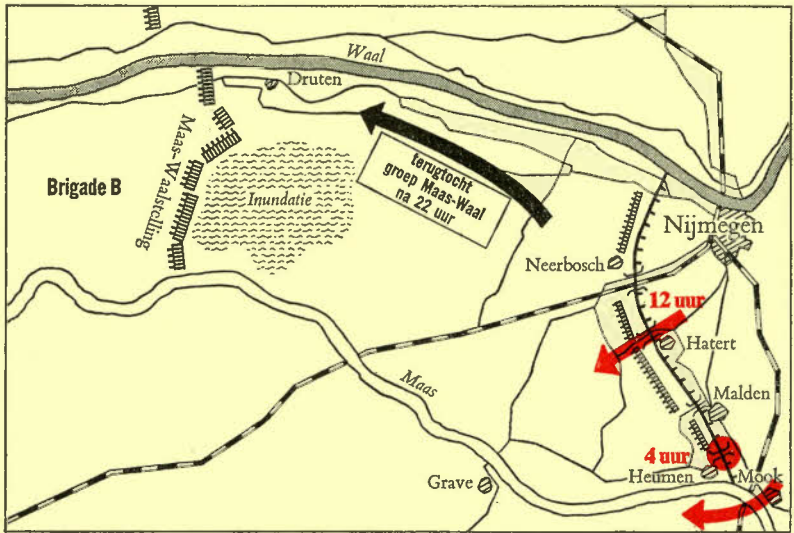 Waal
Druten
Maas-Waalstelling
Brigade B
Inundatie
terugtocht
groep Maas-Waal
na 22 uur
Nijmegen
Neerbosch
12 uur
Hatert
Maas
Malden
4 uur
Heumen
Mook
Grave